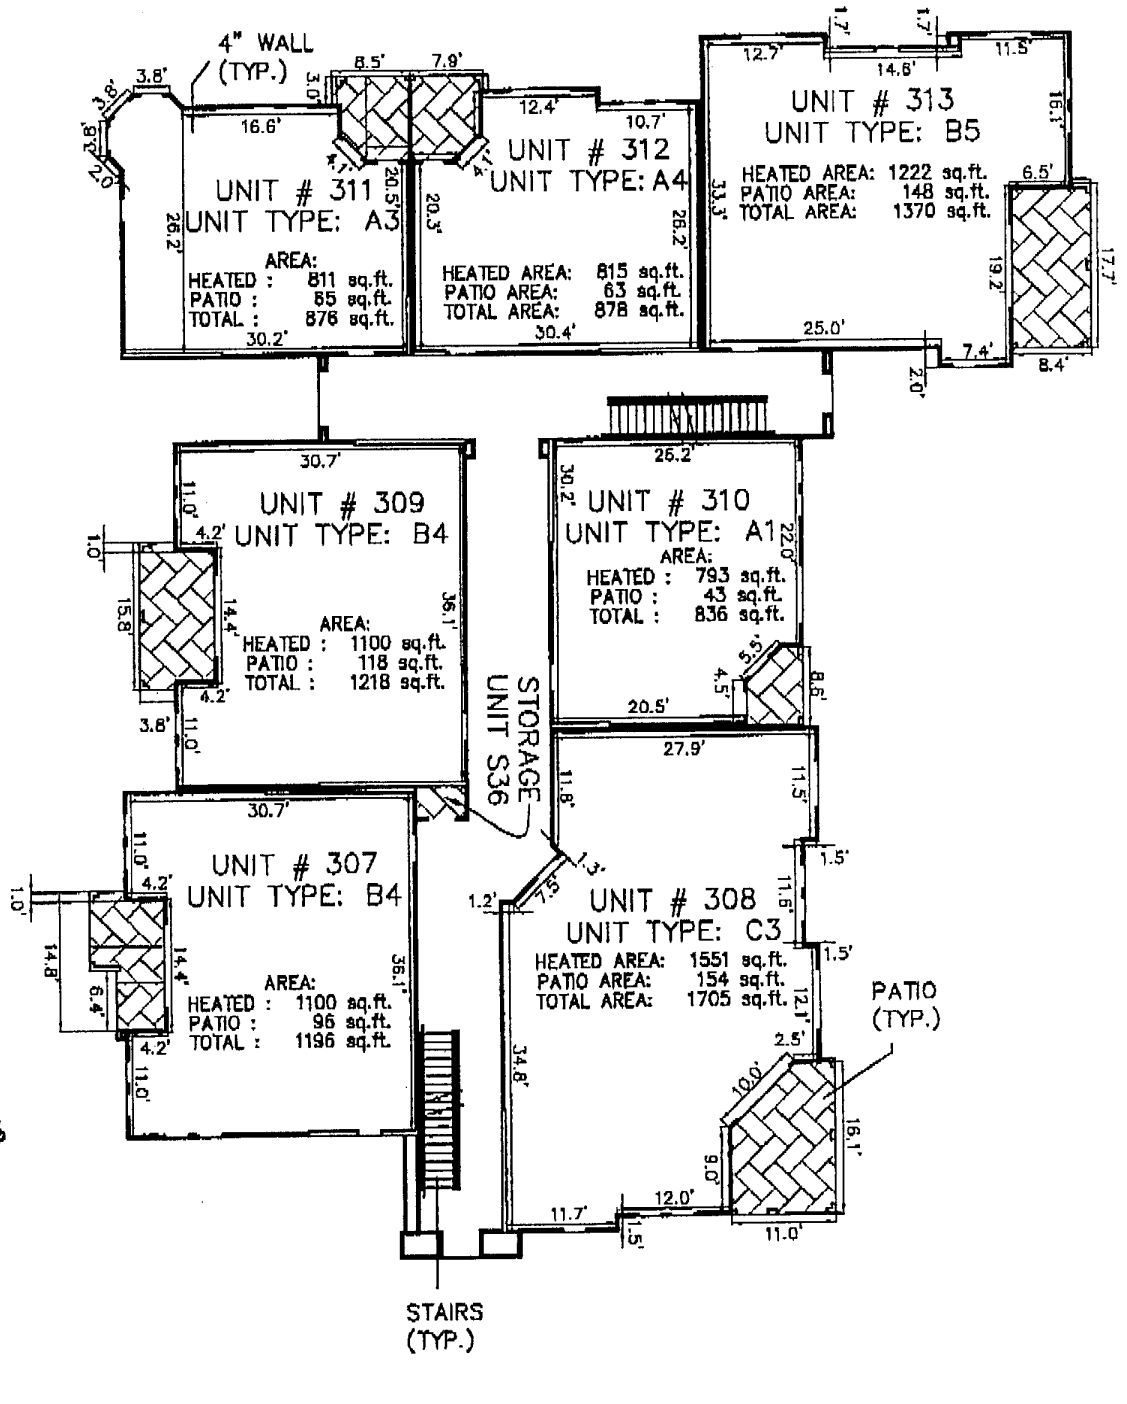 4" WALL
(TYP.)
3.8'
3.8'
3.8'
2.0'
16.6'
8.5'
7.9'
3.0'
4.1'
4.1'
UNIT # 311
UNIT TYPE: A3
26.2'
20.5'
AREA:
HEATED : 811 sq.ft.
PATIO : 65 sq.ft.
TOTAL : 876 sq.ft.
30.2'
12.4'
10.7'
UNIT # 312
UNIT TYPE: A4
20.3'
26.2'
HEATED AREA: 815 sq.ft.
PATIO AREA: 63 sq.ft.
TOTAL AREA: 878 sq.ft.
30.4'
1.7'
1.7'
12.7'
14.6'
11.5'
16.1'
UNIT # 313
UNIT TYPE: B5
HEATED AREA: 1222 sq.ft.
PATIO AREA: 148 sq.ft.
TOTAL AREA: 1370 sq.ft.
33.3'
6.5'
19.2'
17.7'
25.0'
7.4'
2.0'
8.4'
30.7'
11.0'
UNIT # 309
UNIT TYPE: B4
1.0'
4.2'
15.8'
14.4'
36.1'
AREA:
HEATED : 1100 sq.ft.
PATIO : 118 sq.ft.
TOTAL : 1218 sq.ft.
4.2'
3.8'
11.0'
25.2'
30.2'
UNIT # 310
UNIT TYPE: A1
22.0'
AREA:
HEATED : 793 sq.ft.
PATIO : 43 sq.ft.
TOTAL : 836 sq.ft.
5.5'
4.5'
8.6'
20.5'
STORAGE
UNIT S36
30.7'
11.0'
UNIT # 307
UNIT TYPE: B4
1.0'
4.2'
14.8'
14.4'
6.4'
36.1'
AREA:
HEATED : 1100 sq.ft.
PATIO : 96 sq.ft.
TOTAL : 1196 sq.ft.
4.2'
11.0'
27.9'
11.8'
11.5'
1.3'
7.5'
1.2'
1.5'
11.6'
UNIT # 308
UNIT TYPE: C3
HEATED AREA: 1551 sq.ft.
PATIO AREA: 154 sq.ft.
TOTAL AREA: 1705 sq.ft.
1.5'
12.1'
2.5'
34.8'
10.0'
9.0'
16.1'
11.7'
12.0'
1.5'
11.0'
PATIO
(TYP.)
STAIRS
(TYP.)